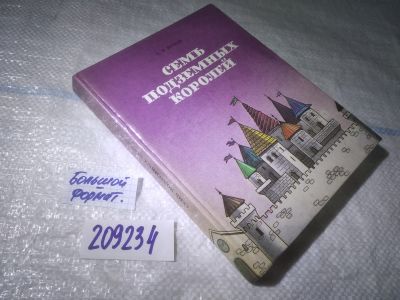 СЕМЬ
ПОДЗЕМНЫХ
КОРОЛЕЙ
большой
формат.
209234